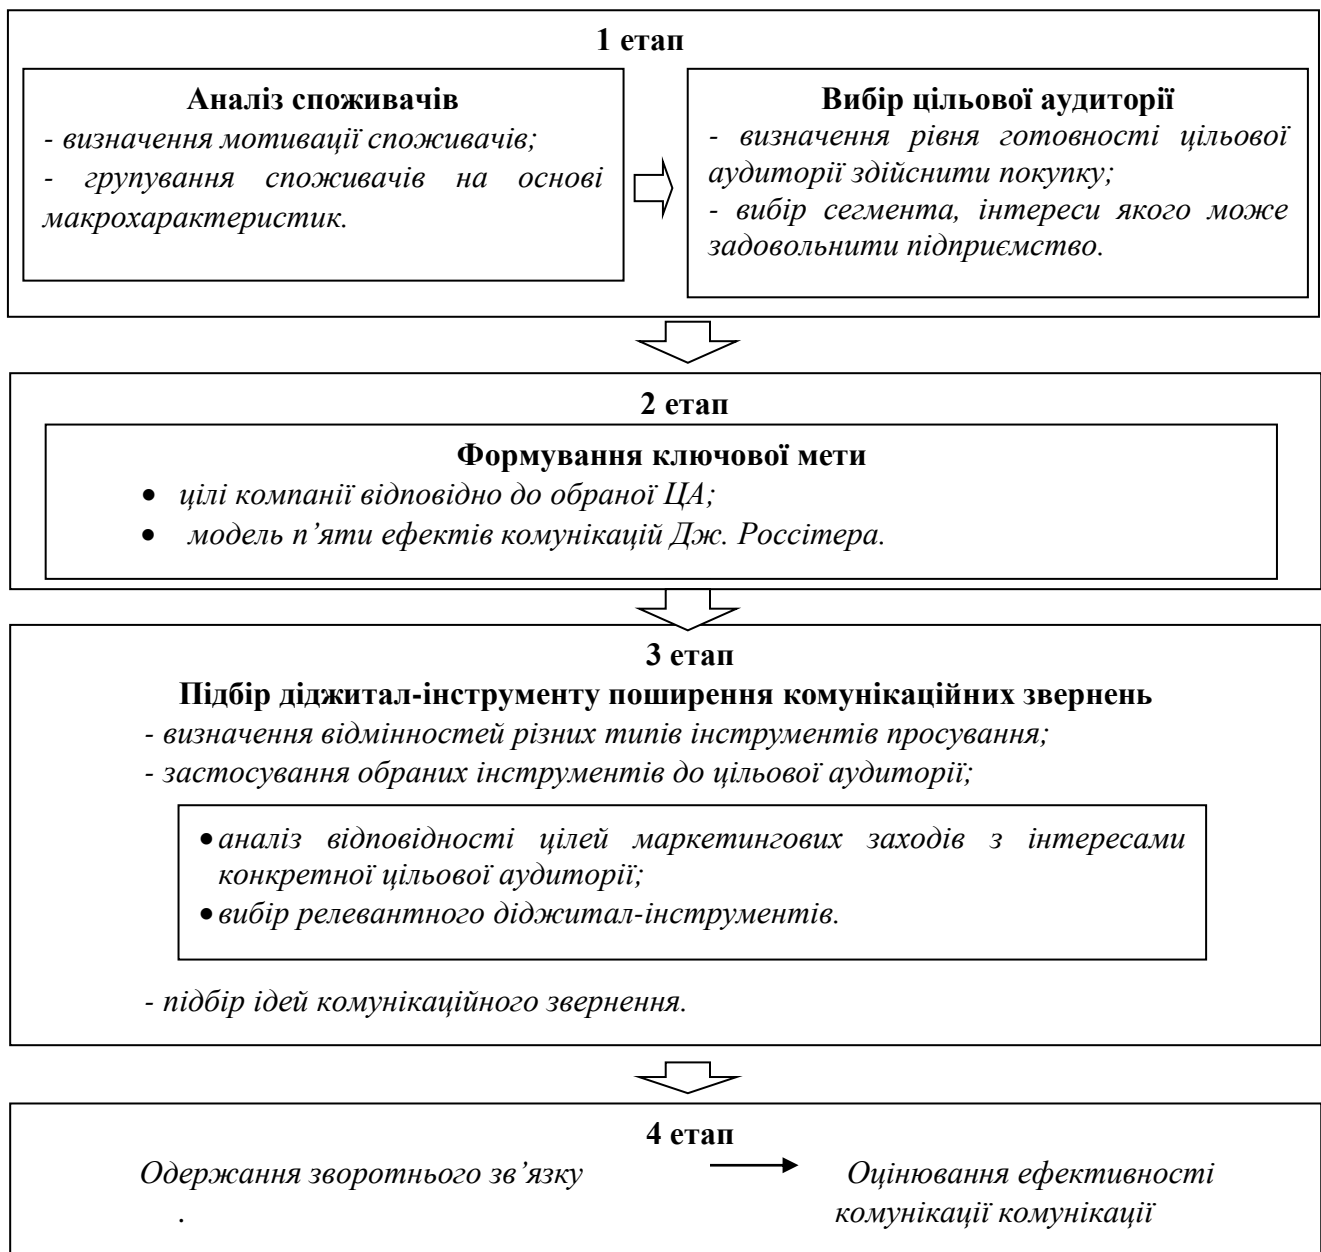 1 етап
Аналіз споживачів
- визначення мотивації споживачів;
- групування споживачів на основі
макрохарактеристик.
Вибір цільової аудиторії
- визначення рівня готовності цільової
аудиторії здійснити покупку;
- вибір сегмента, інтереси якого може
задовольнити підприємство.
2 етап
Формування ключової мети
• цілі компанії відповідно до обраної ЦА;
• модель п’яти ефектів комунікацій Дж. Россітера.
3 етап
Підбір діджитал-інструменту поширення комунікаційних звернень
- визначення відмінностей різних типів інструментів просування;
- застосування обраних інструментів до цільової аудиторії;
• аналіз відповідності цілей маркетингових заходів з інтересами
конкретної цільової аудиторії;
• вибір релевантного діджитал-інструментів.
- підбір ідей комунікаційного звернення.
4 етап
Одержання зворотнього зв’язку
.
Оцінювання ефективності
комунікації комунікації